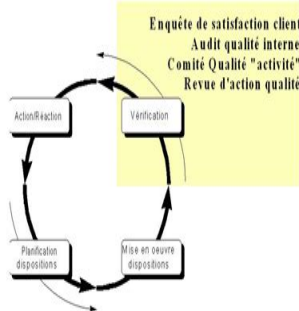 Enquête de satisfaction client
Audit qualité interne
Comité Qualité "activité"
Revue d'action qualité
Action/Réaction
Vérification
Planification
dispositions
Mise en oeuvre
dispositions